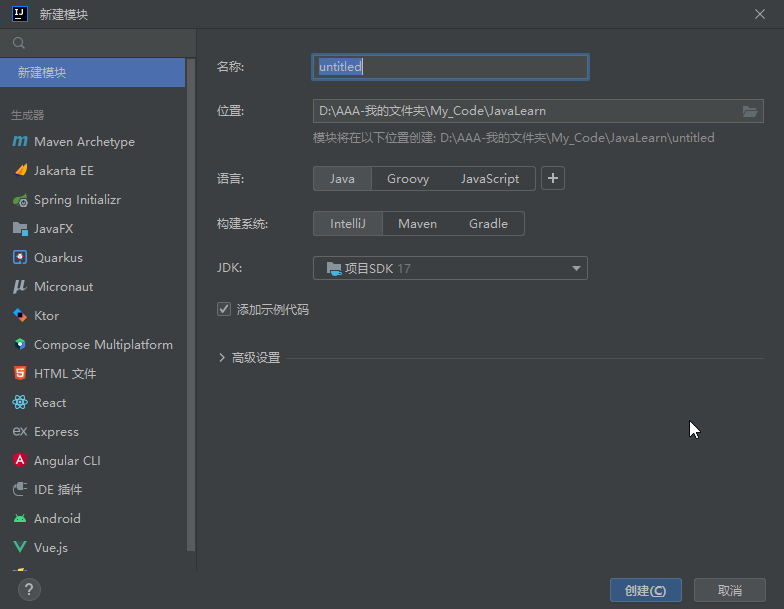 新建模块
新建模块
生成器
Maven Archetype
Jakarta EE
Spring Initializr
JavaFX
Quarkus
Micronaut
Ktor
Compose Multiplatform
HTML 文件
React
ex Express
Angular CLI
IDE 插件
Android
Vue.js
?
名称: untitled
位置: D:\AAA-我的文件夹\My_Code\JavaLearn
模块将在以下位置创建: D:\AAA-我的文件夹\My_Code\JavaLearn\untitled
语言: Java Groovy JavaScript +
构建系统: IntelliJ Maven Gradle
JDK: 项目SDK 17
添加示例代码
高级设置
创建(C) 取消